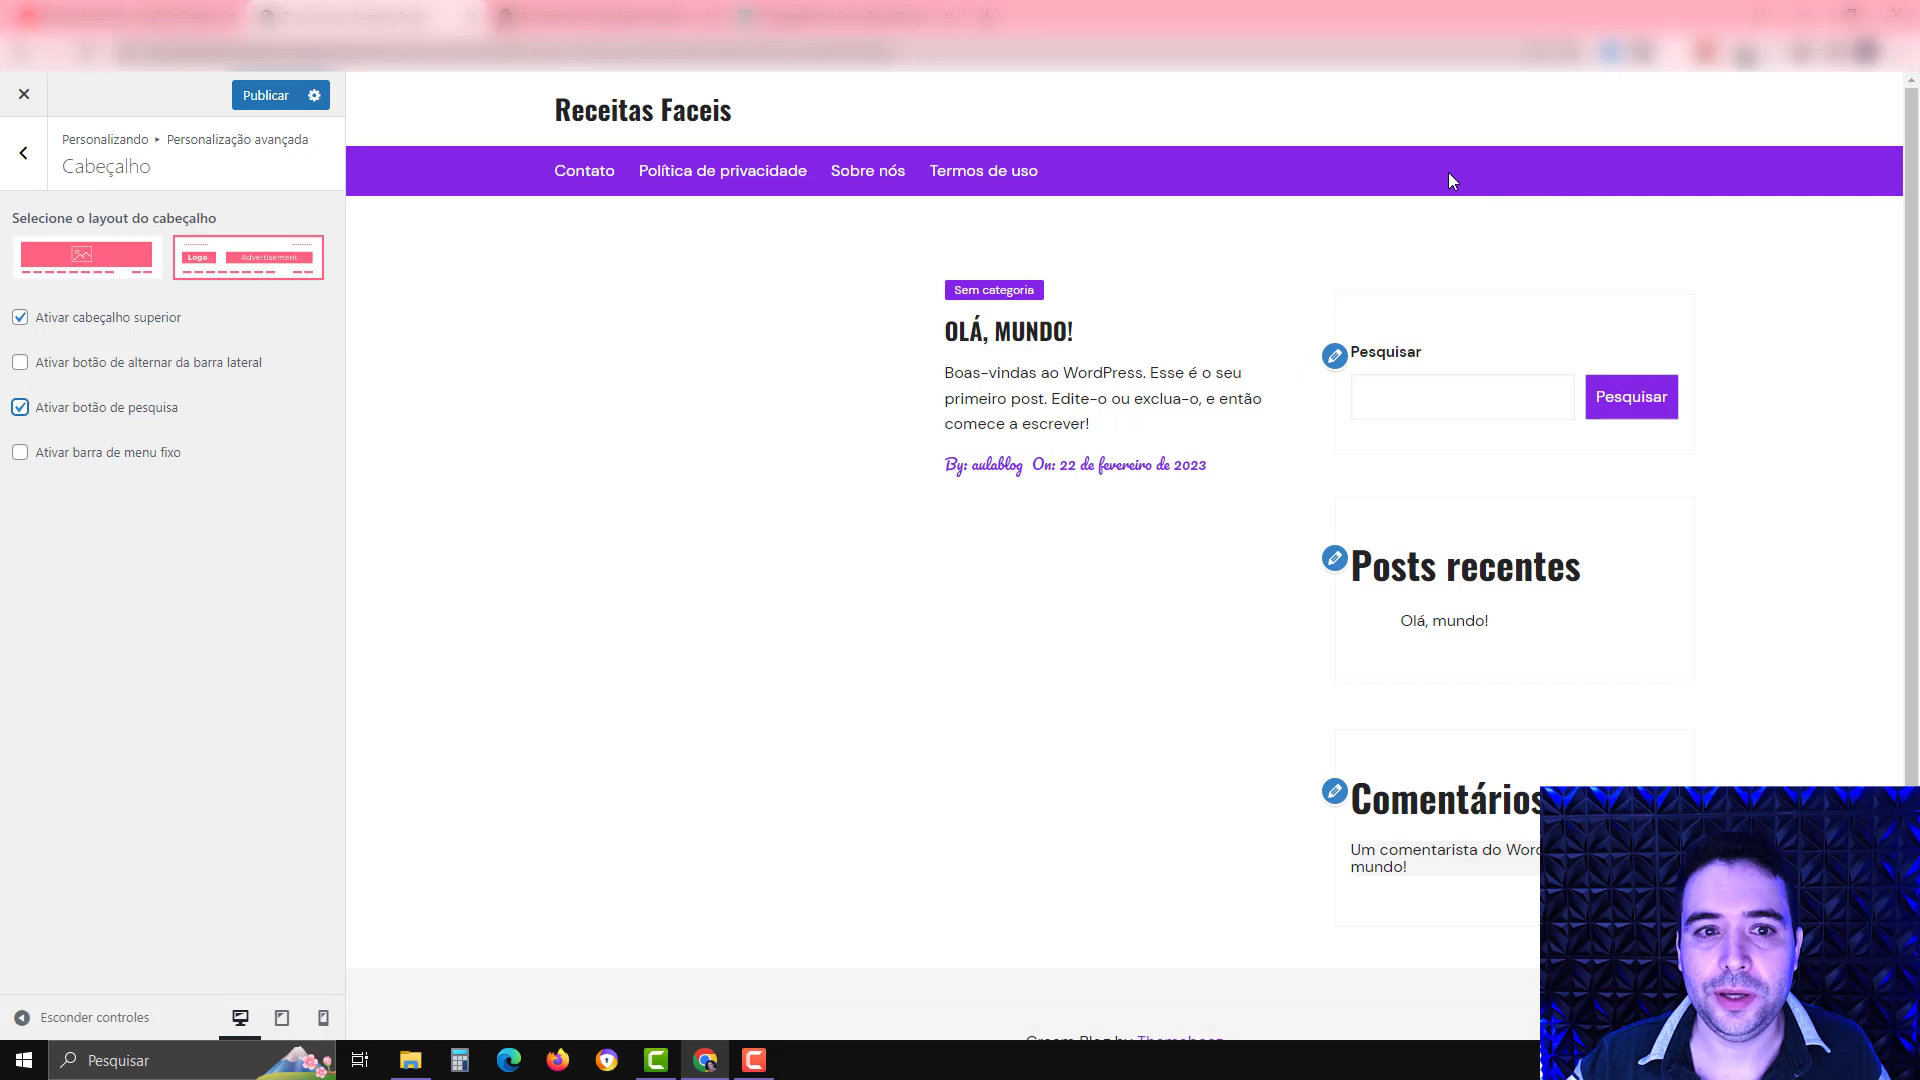 Publicar
Personalizando ▸ Personalização avançada
Cabeçalho
Selecione o layout do cabeçalho
Logo
Advertisement
Ativar cabeçalho superior
Ativar botão de alternar da barra lateral
Ativar botão de pesquisa
Ativar barra de menu fixo
Esconder controles
Receitas Faceis
Contato Política de privacidade Sobre nós Termos de uso
Sem categoria
OLÁ, MUNDO!
Boas-vindas ao WordPress. Esse é o seu
primeiro post. Edite-o ou exclua-o, e então
comece a escrever!
By: aulablog On: 22 de fevereiro de 2023
Pesquisar
Pesquisar
Posts recentes
Olá, mundo!
Comentários
Um comentarista do
mundo!
Pesquisar